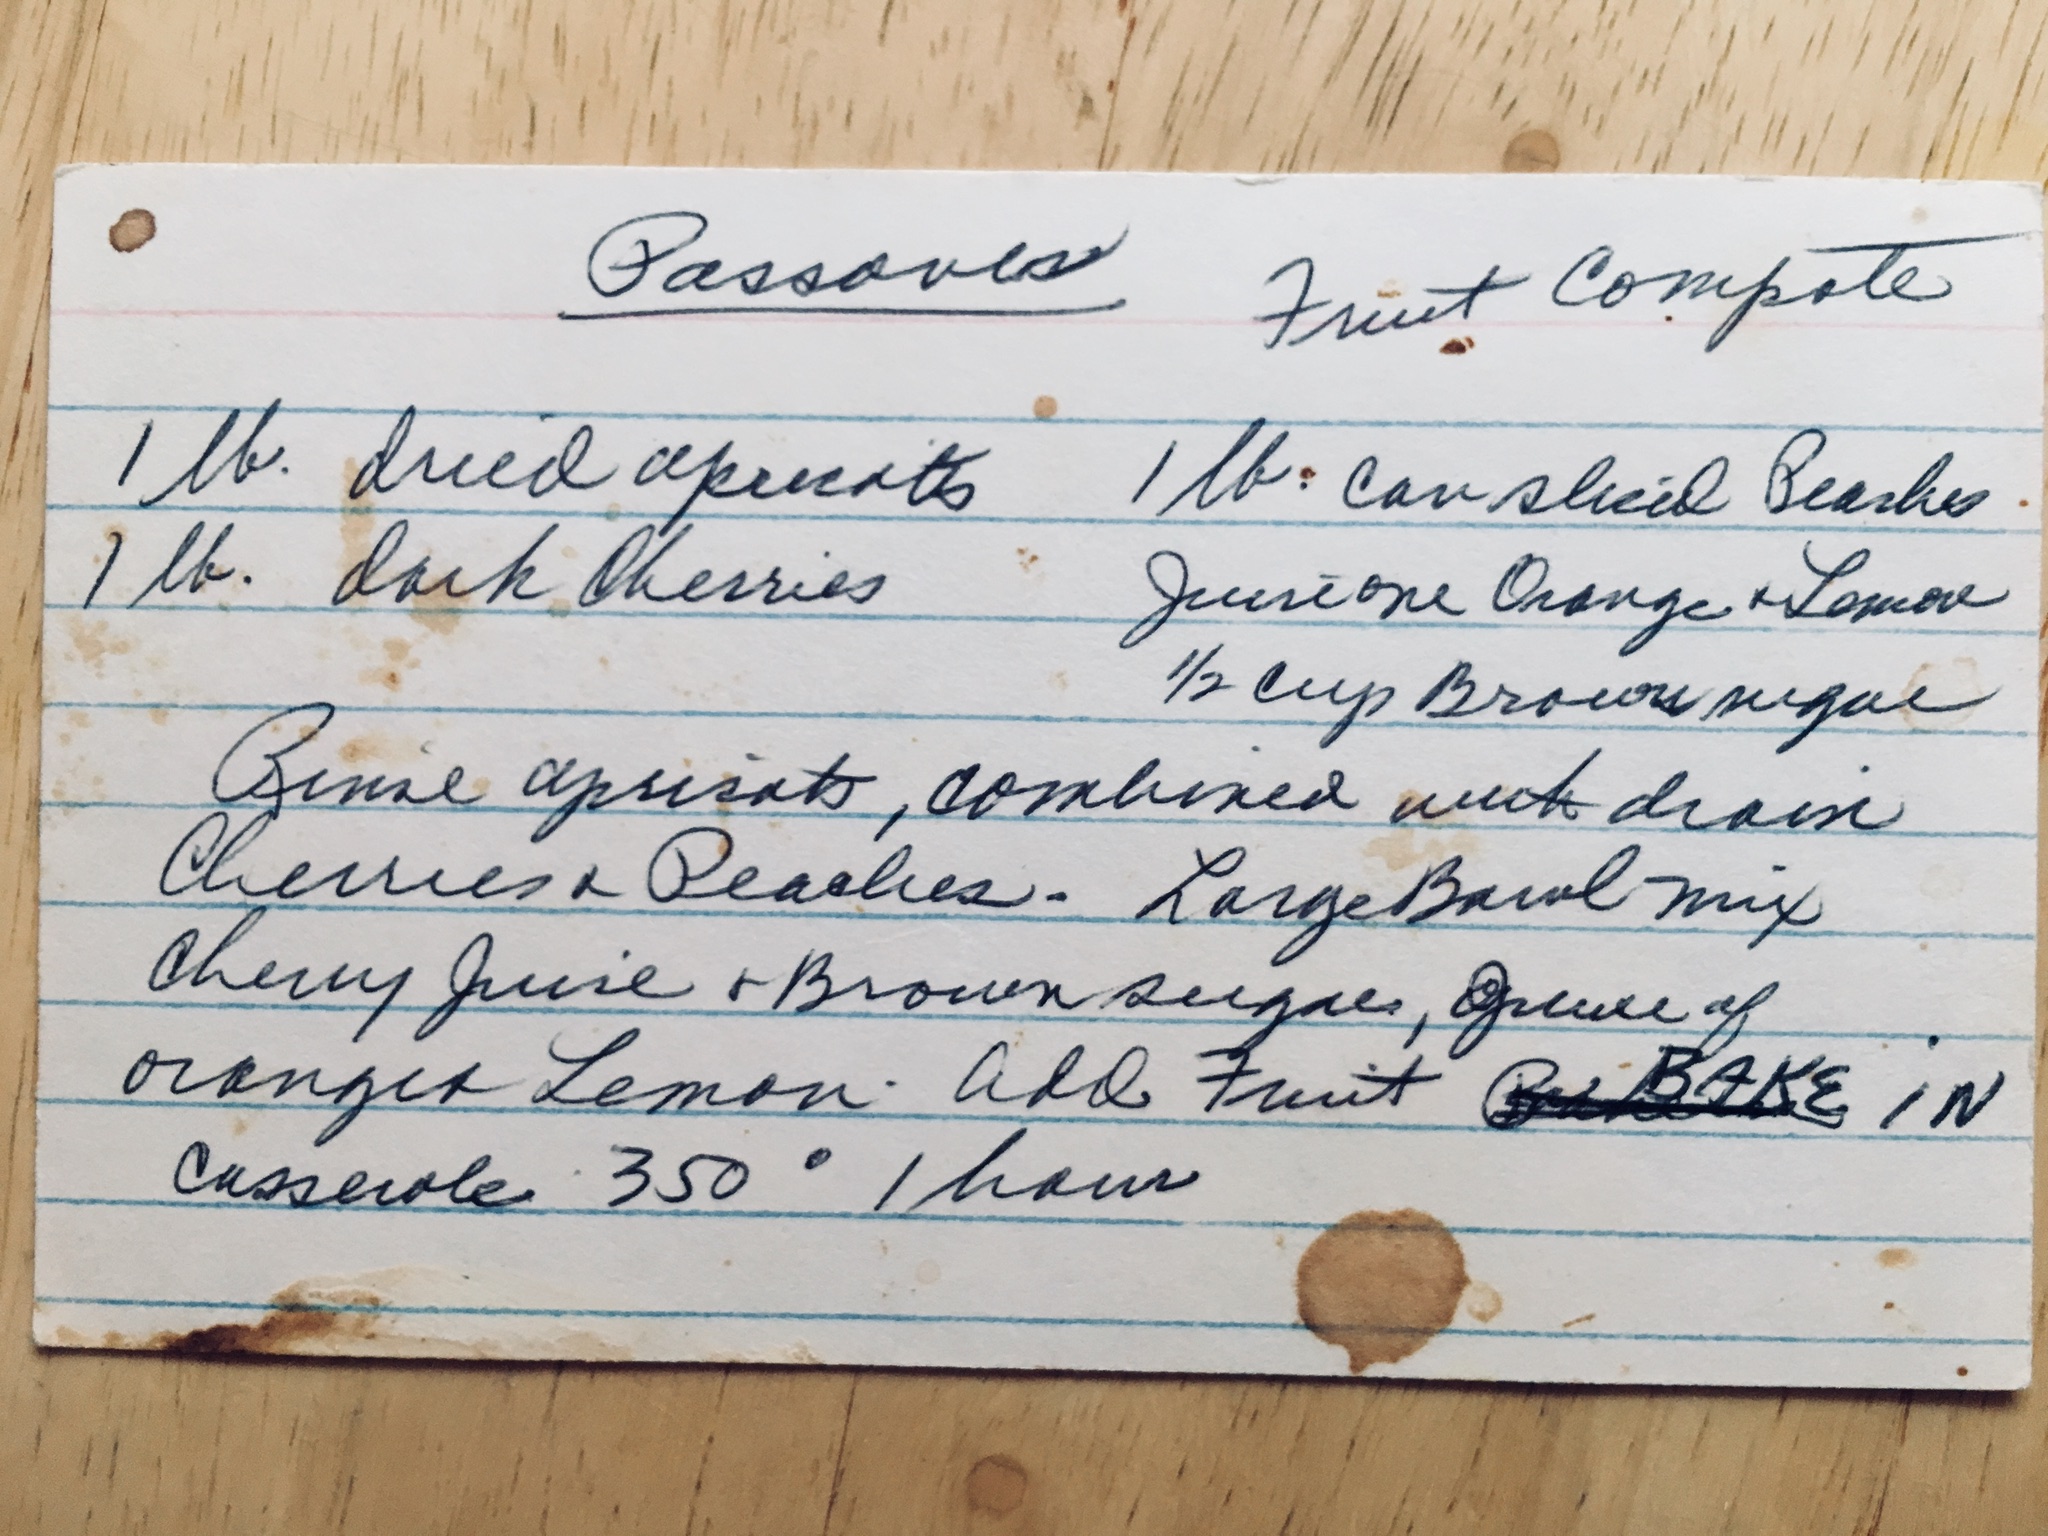 Passover Fruit Compote
1 lb. dried apricots 1 lb. can sliced Peaches
1 lb. dark Cherries Juice one Orange + Lemon
1/2 cup Brown sugar
Rinse apricots, combined with drain
Cherries + Peaches. Large Bowl mix
Cherry Juice + Brown sugar, Juice of
orange + Lemon. Add Fruit BAKE IN
Casserole 350° 1 hour